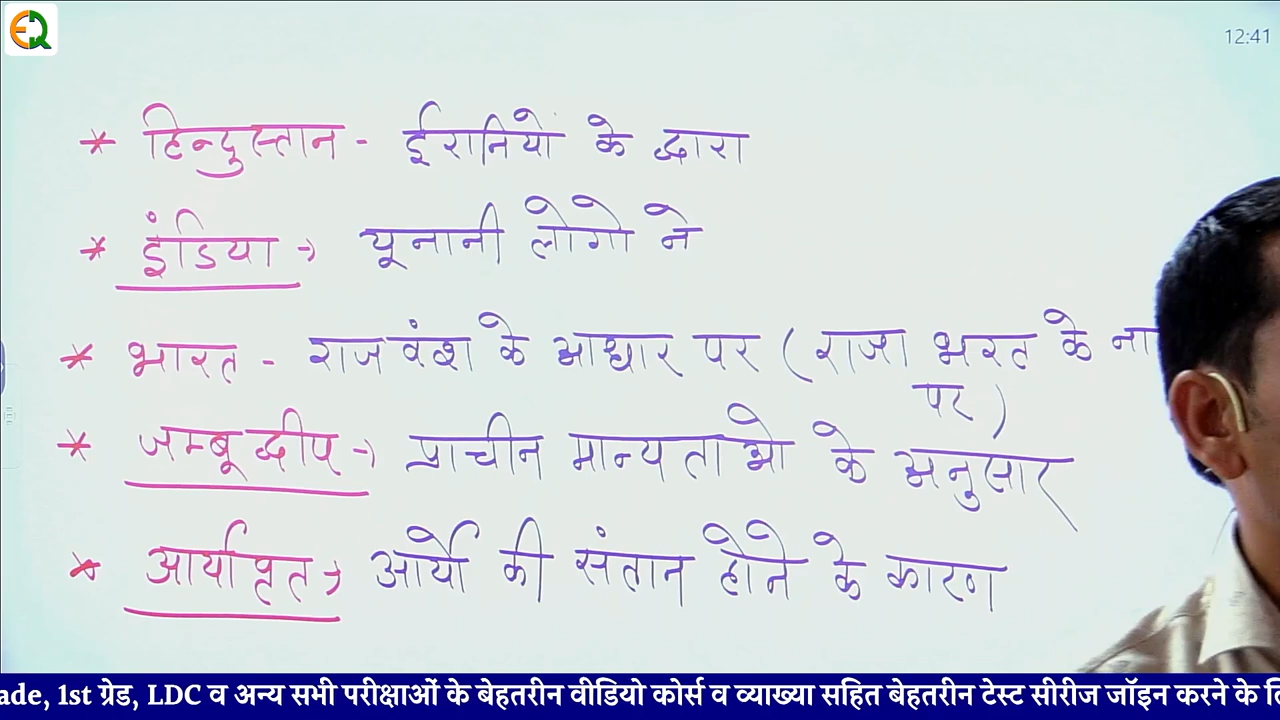 12:41
* हिन्दुस्तान - ईरानियों के द्वारा
* इंडिया → यूनानी लोगो ने
* भारत - राजवंश के आधार पर ( राजा भरत के ना
पर )
* जम्बू द्वीप → प्राचीन मान्यताओ के अनुसार
* आर्यावृत → आर्यो की संतान होने के कारण
ade, 1st ग्रेड, LDC व अन्य सभी परीक्षाओं के बेहतरीन वीडियो कोर्स व व्याख्या सहित बेहतरीन टेस्ट सीरीज जॉइन करने के लि